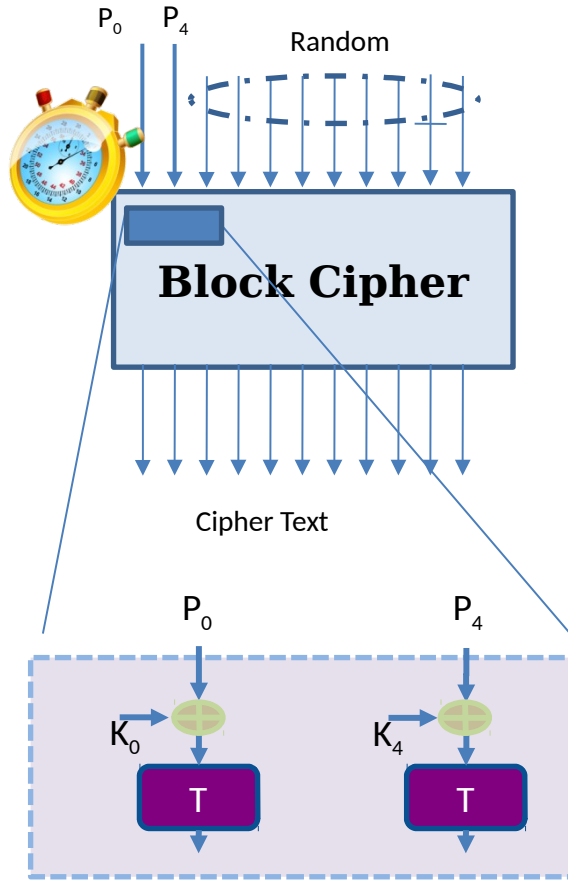 P0 P4
Random
Block Cipher
Cipher Text
P0 P4
K0 K4
T T